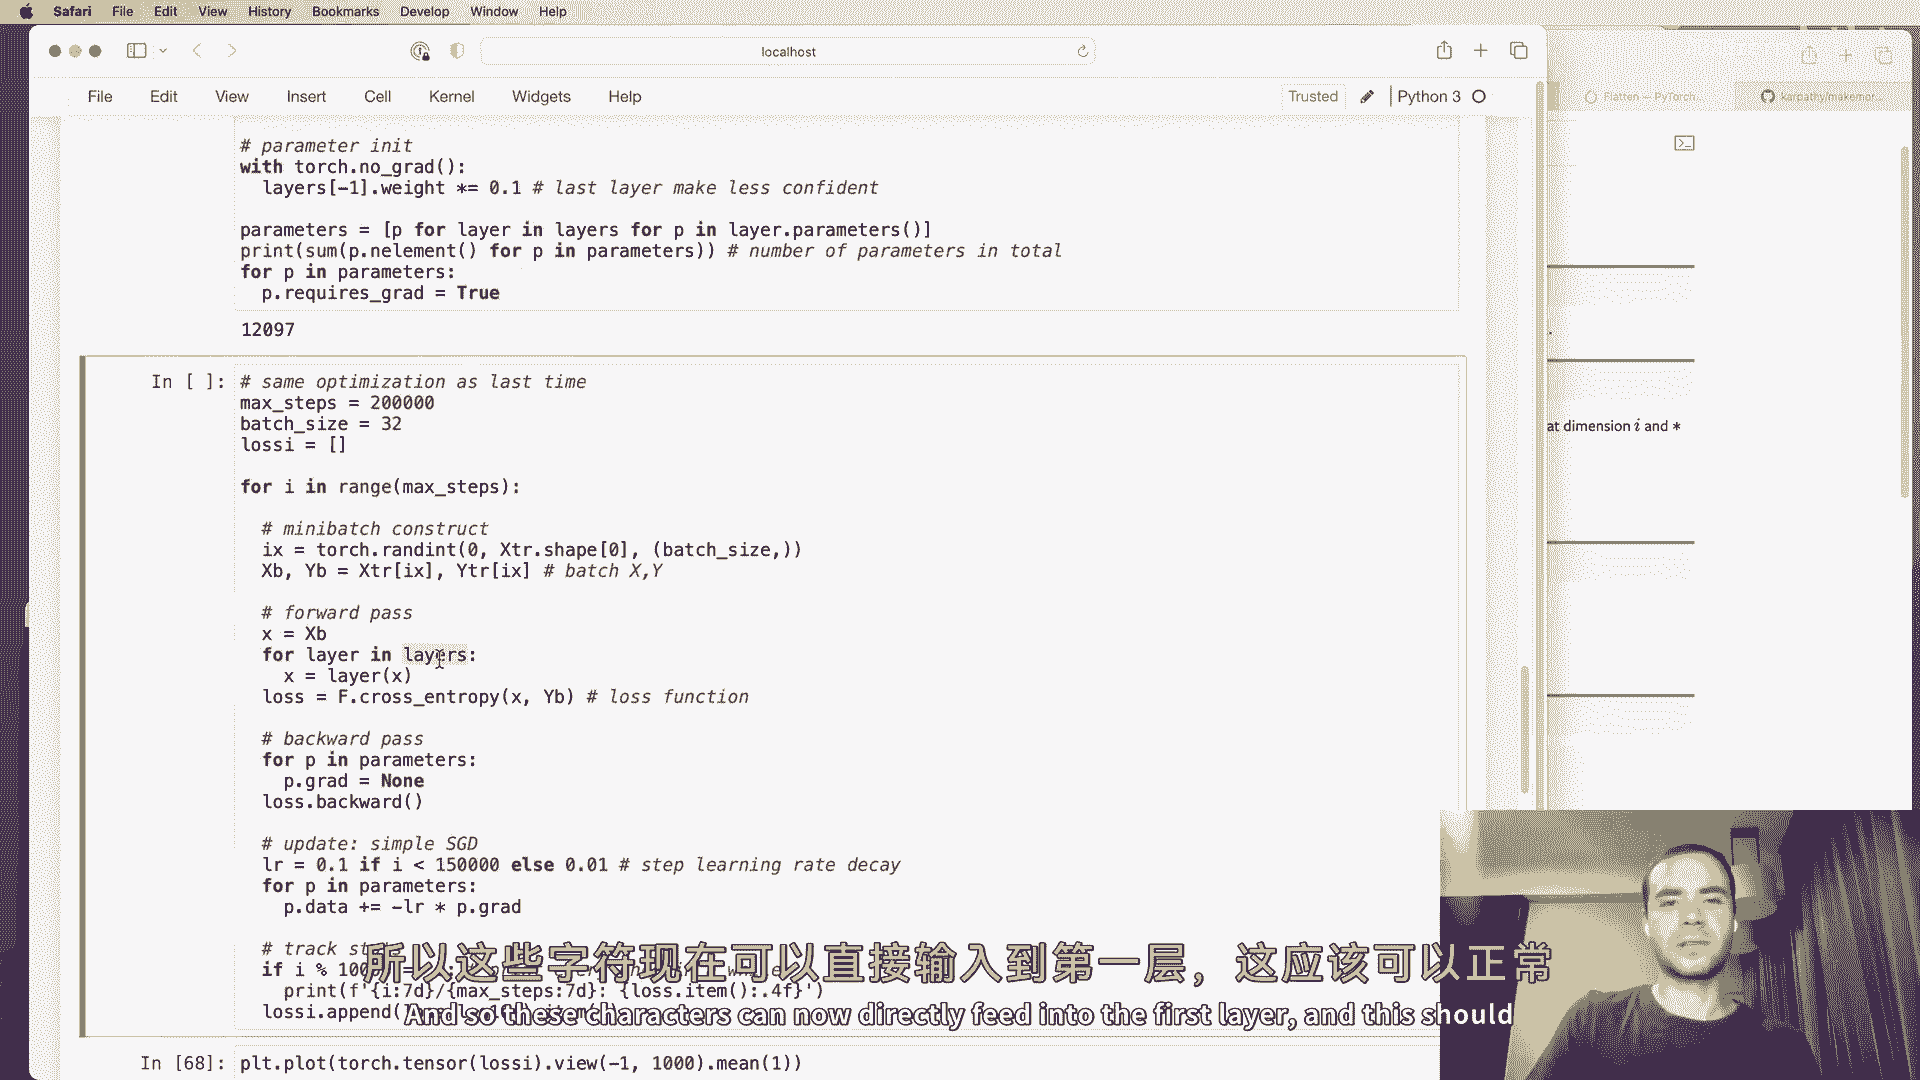 Safari File Edit View History Bookmarks Develop Window Help
localhost
File Edit View Insert Cell Kernel Widgets Help
Trusted Python 3
Flatten — PyTorch...
karpathy/makemor...
# parameter init
with torch.no_grad():
  layers[-1].weight *= 0.1 # last layer make less confident
parameters = [p for layer in layers for p in layer.parameters()]
print(sum(p.nelement() for p in parameters)) # number of parameters in total
for p in parameters:
  p.requires_grad = True
12097
at dimension i and *
In [ ]: # same optimization as last time
max_steps = 200000
batch_size = 32
lossi = []
for i in range(max_steps):
  # minibatch construct
  ix = torch.randint(0, Xtr.shape[0], (batch_size,))
  Xb, Yb = Xtr[ix], Ytr[ix] # batch X,Y
  # forward pass
  x = Xb
  for layer in layers:
    x = layer(x)
  loss = F.cross_entropy(x, Yb) # loss function
  # backward pass
  for p in parameters:
    p.grad = None
  loss.backward()
  # update: simple SGD
  lr = 0.1 if i < 150000 else 0.01 # step learning rate decay
  for p in parameters:
    p.data += -lr * p.grad
  # track
  if i % 100
    print(f'{i:7d}/{max_steps:7d}: {loss.item():.4f}')
  lossi.append(
所以这些字符现在可以直接输入到第一层，这应该可以正常
And so these characters can now directly feed into the first layer, and this should
In [68]: plt.plot(torch.tensor(lossi).view(-1, 1000).mean(1))